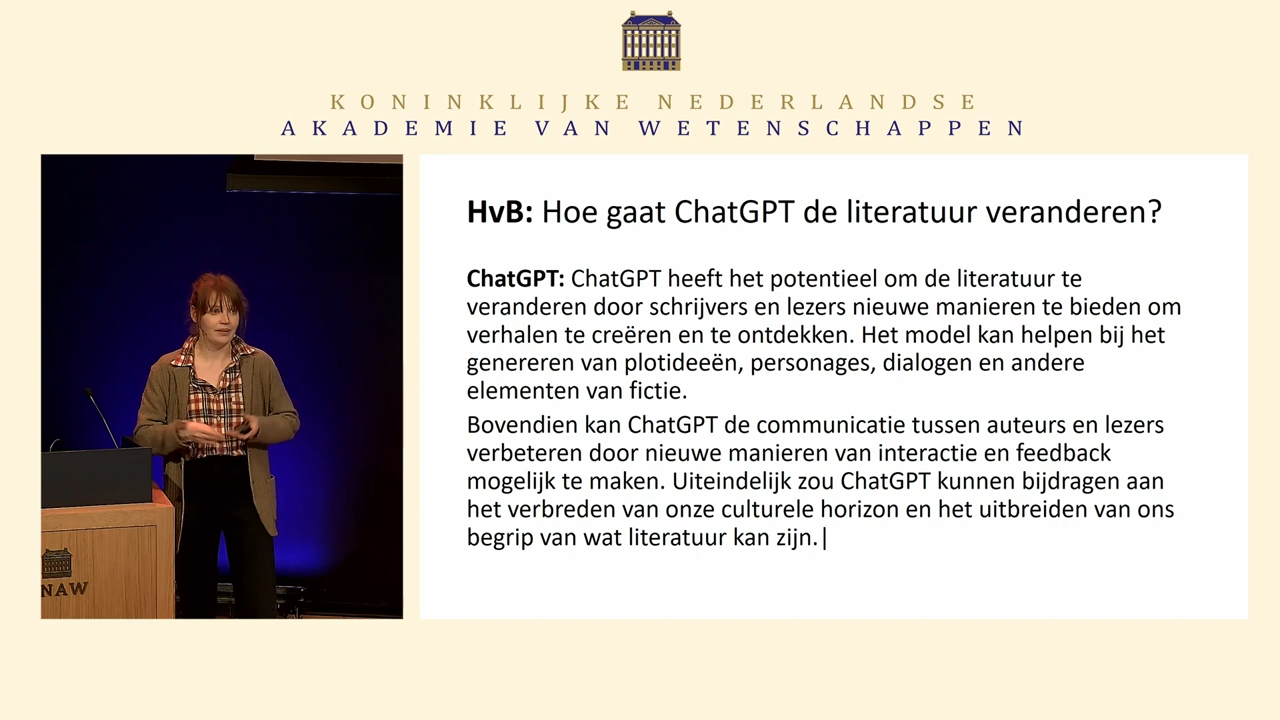 KONINKLIJKE NEDERLANDSE
AKADEMIE VAN WETENSCHAPPEN
HvB: Hoe gaat ChatGPT de literatuur veranderen?
ChatGPT: ChatGPT heeft het potentieel om de literatuur te
veranderen door schrijvers en lezers nieuwe manieren te bieden om
verhalen te creëren en te ontdekken. Het model kan helpen bij het
genereren van plotideeën, personages, dialogen en andere
elementen van fictie.
Bovendien kan ChatGPT de communicatie tussen auteurs en lezers
verbeteren door nieuwe manieren van interactie en feedback
mogelijk te maken. Uiteindelijk zou ChatGPT kunnen bijdragen aan
het verbreden van onze culturele horizon en het uitbreiden van ons
begrip van wat literatuur kan zijn.|
NAW